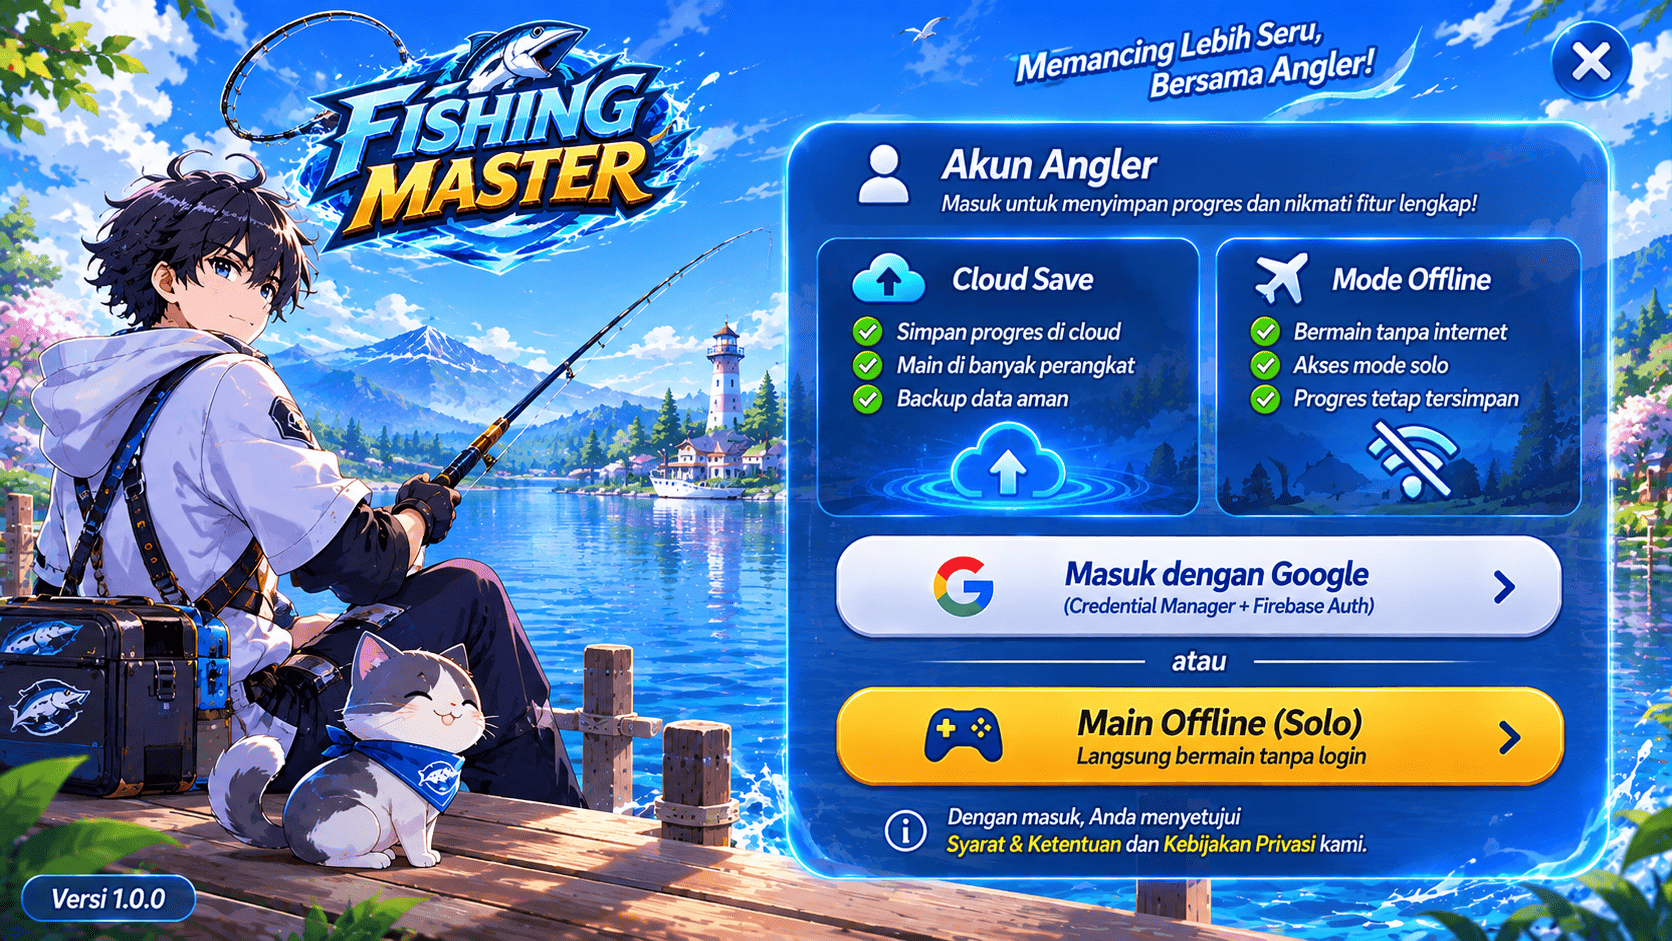 FISHING
MASTER
Memancing Lebih Seru,
Bersama Angler!
Akun Angler
Masuk untuk menyimpan progres dan nikmati fitur lengkap!
Cloud Save
Simpan progres di cloud
Main di banyak perangkat
Backup data aman
Mode Offline
Bermain tanpa internet
Akses mode solo
Progres tetap tersimpan
Masuk dengan Google
(Credential Manager + Firebase Auth)
atau
Main Offline (Solo)
Langsung bermain tanpa login
Dengan masuk, Anda menyetujui
Syarat & Ketentuan dan Kebijakan Privasi kami.
Versi 1.0.0